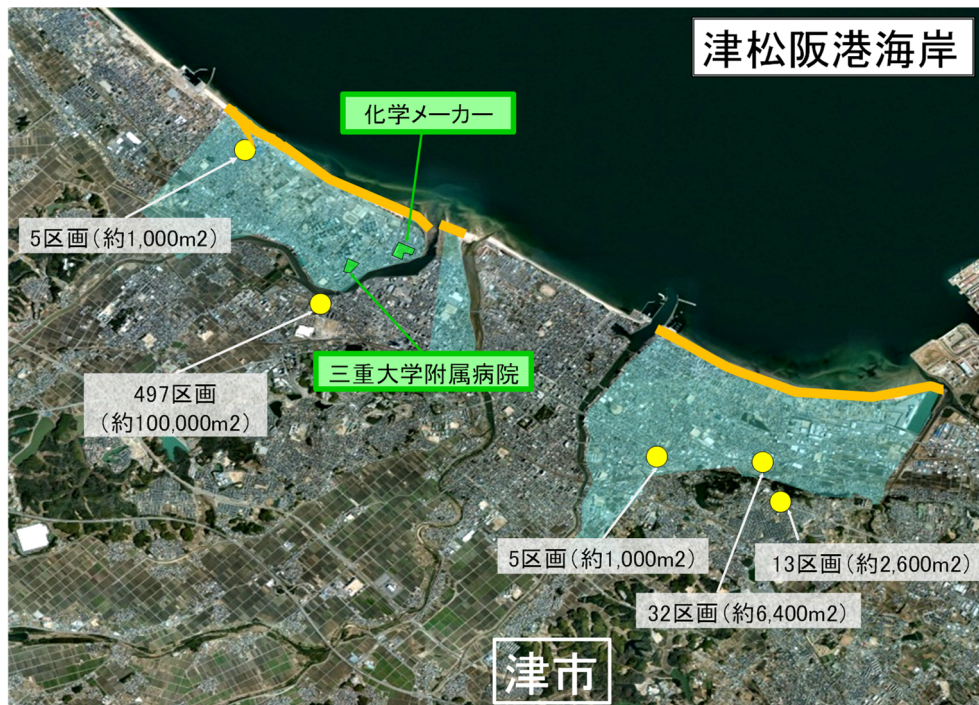 津松阪港海岸
化学メーカー
5区画(約1,000m2)
三重大学附属病院
497区画
(約100,000m2)
5区画(約1,000m2)
13区画(約2,600m2)
32区画(約6,400m2)
津市